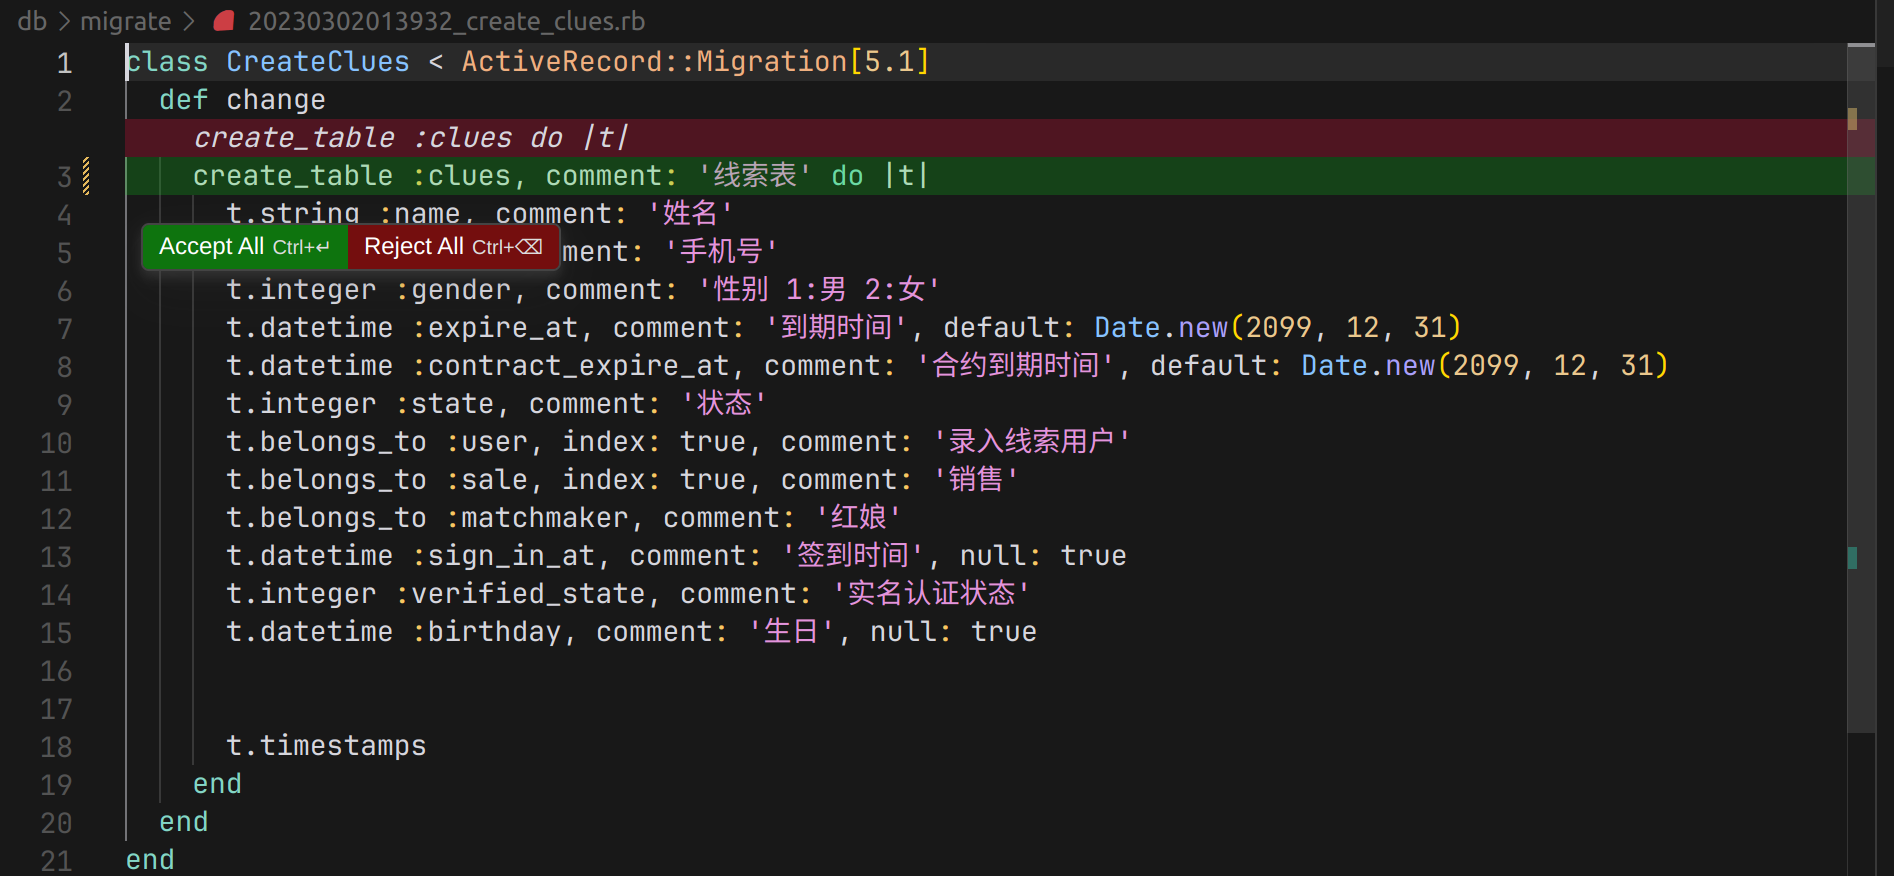 db > migrate > 20230302013932_create_clues.rb
1 class CreateClues < ActiveRecord::Migration[5.1]
2 def change
create_table :clues do |t|
3 create_table :clues, comment: '线索表' do |t|
4 t.string :name, comment: '姓名'
Accept All Ctrl+↵ Reject All Ctrl+⌫
5 ment: '手机号'
6 t.integer :gender, comment: '性别 1:男 2:女'
7 t.datetime :expire_at, comment: '到期时间', default: Date.new(2099, 12, 31)
8 t.datetime :contract_expire_at, comment: '合约到期时间', default: Date.new(2099, 12, 31)
9 t.integer :state, comment: '状态'
10 t.belongs_to :user, index: true, comment: '录入线索用户'
11 t.belongs_to :sale, index: true, comment: '销售'
12 t.belongs_to :matchmaker, comment: '红娘'
13 t.datetime :sign_in_at, comment: '签到时间', null: true
14 t.integer :verified_state, comment: '实名认证状态'
15 t.datetime :birthday, comment: '生日', null: true
16
17
18 t.timestamps
19 end
20 end
21 end